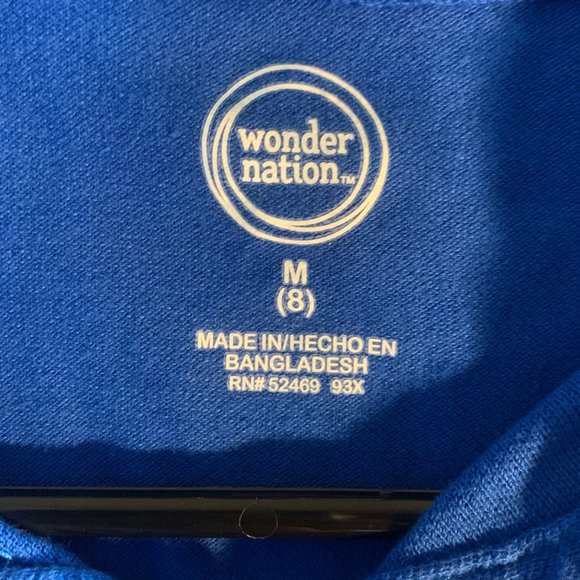 wonder
nation™
M
(8)
MADE IN/HECHO EN
BANGLADESH
RN# 52469 93X